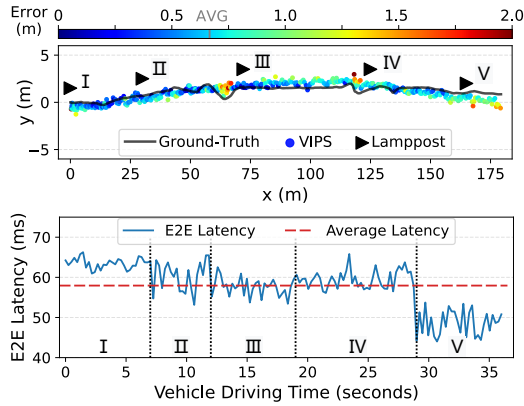 Error (m)
0.0 0.5 AVG 1.0 1.5 2.0
y (m)
5
0
−5
I II III IV V
Ground-Truth VIPS Lamppost
0 25 50 75 100 125 150 175
x (m)
E2E Latency (ms)
70
60
50
40
E2E Latency Average Latency
I II III IV V
0 5 10 15 20 25 30 35
Vehicle Driving Time (seconds)